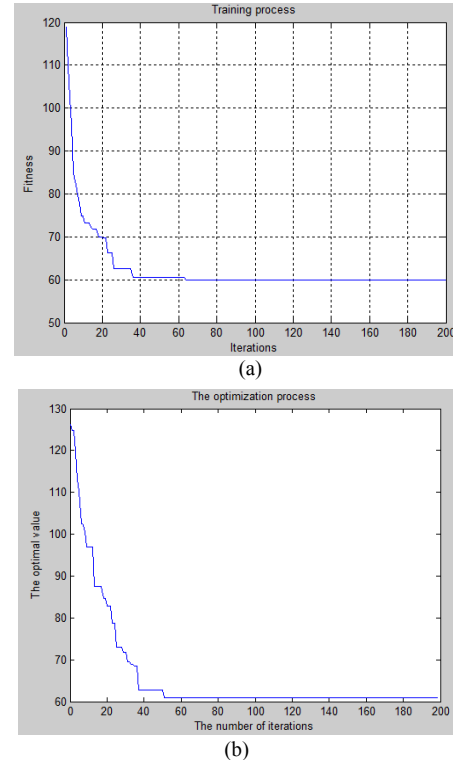 Training process
120
110
100
90
80
70
60
50
Fitness
0 20 40 60 80 100 120 140 160 180 200
Iterations
(a)
The optimization process
130
120
110
100
90
80
70
60
The optimal value
0 20 40 60 80 100 120 140 160 180 200
The number of iterations
(b)